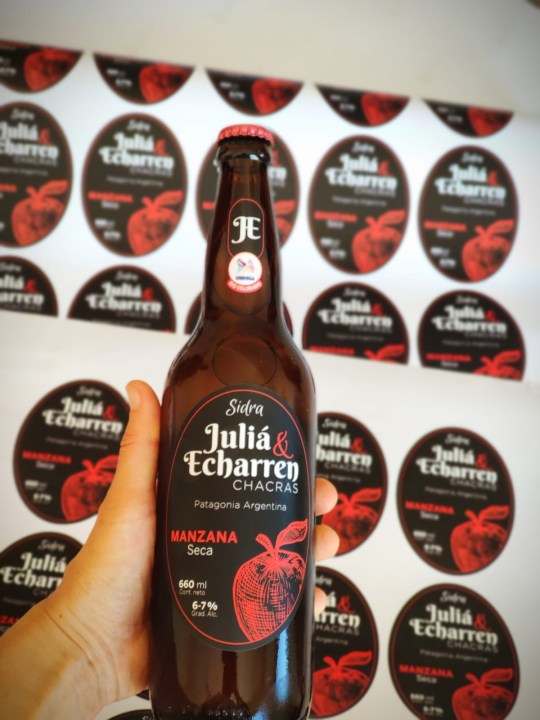 JE
Sidra
Juliá &
Echarren
CHACRAS
Patagonia Argentina
MANZANA
Seca
660 ml
Cont. neto
6-7%
Grad. Alc.